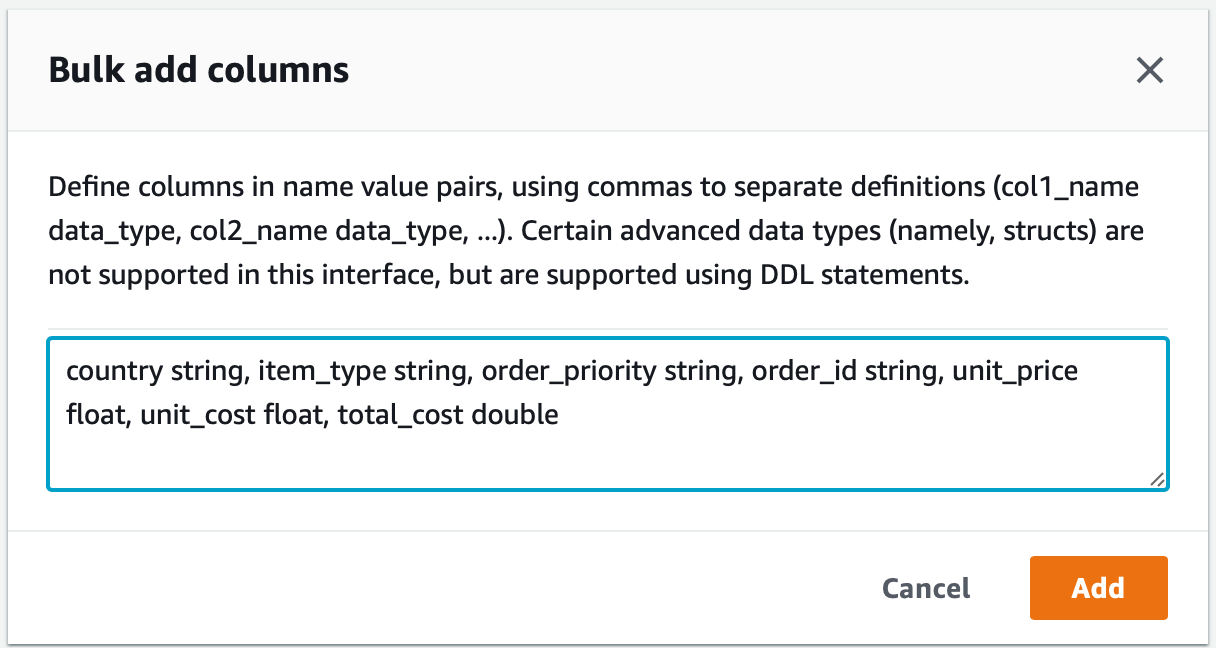 Bulk add columns
Define columns in name value pairs, using commas to separate definitions (col1_name
data_type, col2_name data_type, ...). Certain advanced data types (namely, structs) are
not supported in this interface, but are supported using DDL statements.
country string, item_type string, order_priority string, order_id string, unit_price
float, unit_cost float, total_cost double
Cancel
Add